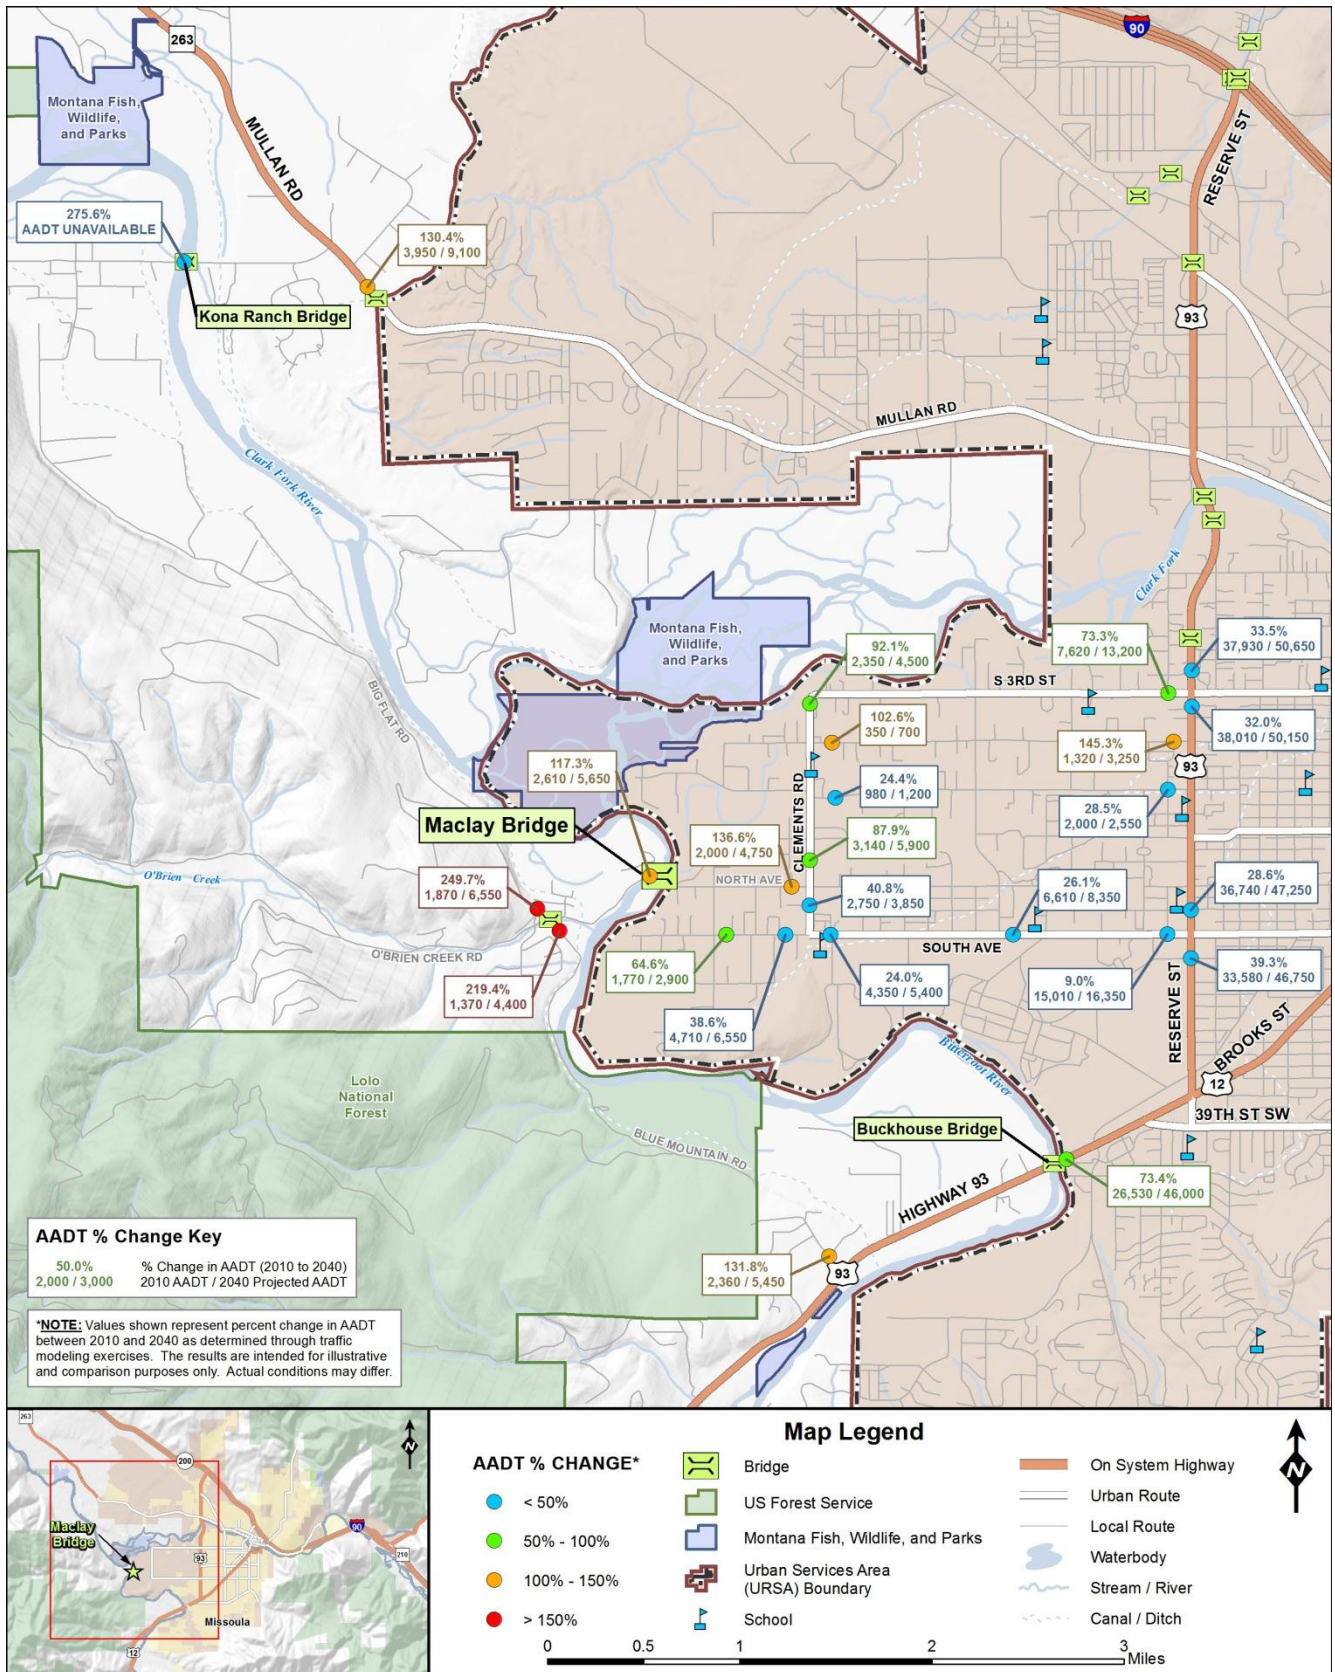 263
90
Montana Fish,
Wildlife,
and Parks
MULLAN RD
RESERVE ST
275.6%
AADT UNAVAILABLE
130.4%
3,950 / 9,100
Kona Ranch Bridge
93
MULLAN RD
Clark Fork River
Clark Fork
Montana Fish,
Wildlife,
and Parks
92.1%
2,350 / 4,500
73.3%
7,620 / 13,200
33.5%
37,930 / 50,650
S 3RD ST
BIG FLAT RD
102.6%
350 / 700
32.0%
38,010 / 50,150
145.3%
1,320 / 3,250
93
117.3%
2,610 / 5,650
24.4%
980 / 1,200
CLEMENTS RD
28.5%
2,000 / 2,550
Maclay Bridge
136.6%
2,000 / 4,750
87.9%
3,140 / 5,900
NORTH AVE
O'Brien Creek
249.7%
1,870 / 6,550
40.8%
2,750 / 3,850
26.1%
6,610 / 8,350
28.6%
36,740 / 47,250
O'BRIEN CREEK RD
SOUTH AVE
64.6%
1,770 / 2,900
24.0%
4,350 / 5,400
9.0%
15,010 / 16,350
39.3%
33,580 / 46,750
219.4%
1,370 / 4,400
38.6%
4,710 / 6,550
RESERVE ST
BROOKS ST
Bitterroot River
Lolo
National
Forest
12
39TH ST SW
BLUE MOUNTAIN RD
Buckhouse Bridge
73.4%
26,530 / 46,000
HIGHWAY 93
131.8%
2,360 / 5,450
93
AADT % Change Key
50.0% % Change in AADT (2010 to 2040)
2,000 / 3,000 2010 AADT / 2040 Projected AADT
*NOTE: Values shown represent percent change in AADT
between 2010 and 2040 as determined through traffic
modeling exercises. The results are intended for illustrative
and comparison purposes only. Actual conditions may differ.
263
N
200
Maclay
Bridge
90
93
210
Missoula
12
Map Legend
AADT % CHANGE*
< 50%
50% - 100%
100% - 150%
> 150%
Bridge
US Forest Service
Montana Fish, Wildlife, and Parks
Urban Services Area
(URSA) Boundary
School
On System Highway
Urban Route
Local Route
Waterbody
Stream / River
Canal / Ditch
N
0 0.5 1 2 3
Miles